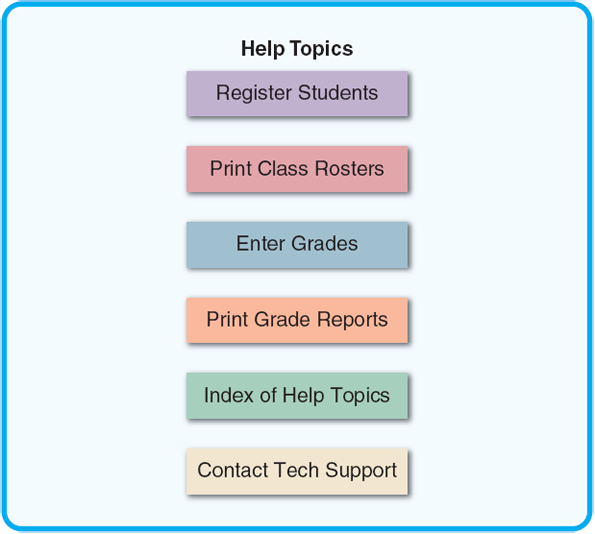 Help Topics
Register Students
Print Class Rosters
Enter Grades
Print Grade Reports
Index of Help Topics
Contact Tech Support